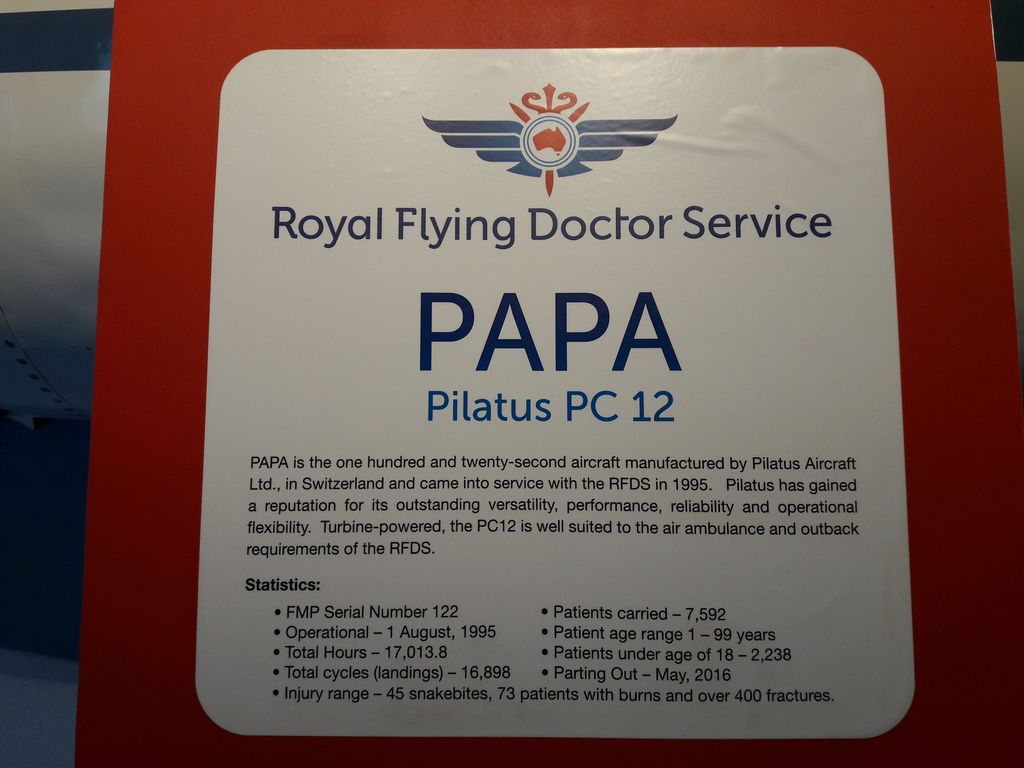 Royal Flying Doctor Service
PAPA
Pilatus PC 12
PAPA is the one hundred and twenty-second aircraft manufactured by Pilatus Aircraft
Ltd., in Switzerland and came into service with the RFDS in 1995. Pilatus has gained
a reputation for its outstanding versatility, performance, reliability and operational
flexibility. Turbine-powered, the PC12 is well suited to the air ambulance and outback
requirements of the RFDS.
Statistics:
• FMP Serial Number 122
• Operational – 1 August, 1995
• Total Hours – 17,013.8
• Total cycles (landings) – 16,898
• Patients carried – 7,592
• Patient age range 1 – 99 years
• Patients under age of 18 – 2,238
• Parting Out – May, 2016
• Injury range – 45 snakebites, 73 patients with burns and over 400 fractures.